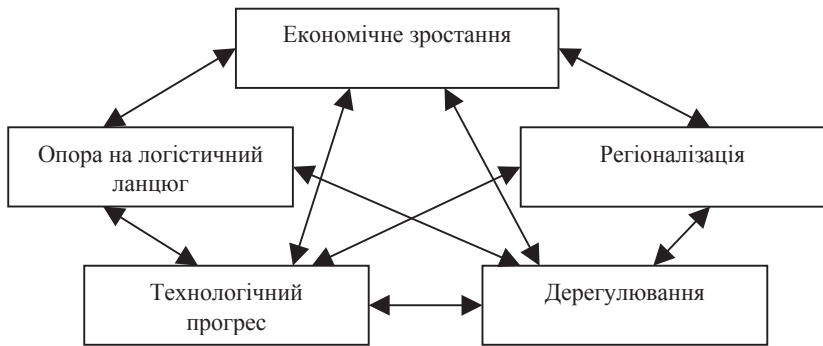 Економічне зростання
Опора на логістичний
ланцюг
Регіоналізація
Технологічний
прогрес
Дерегулювання